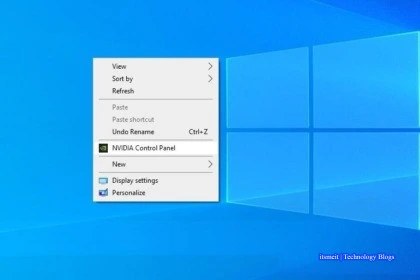 View
Sort by
Refresh
Paste
Paste shortcut
Undo Rename Ctrl+Z
NVIDIA Control Panel
New
Display settings
Personalize
itsmeit | Technology Blogs